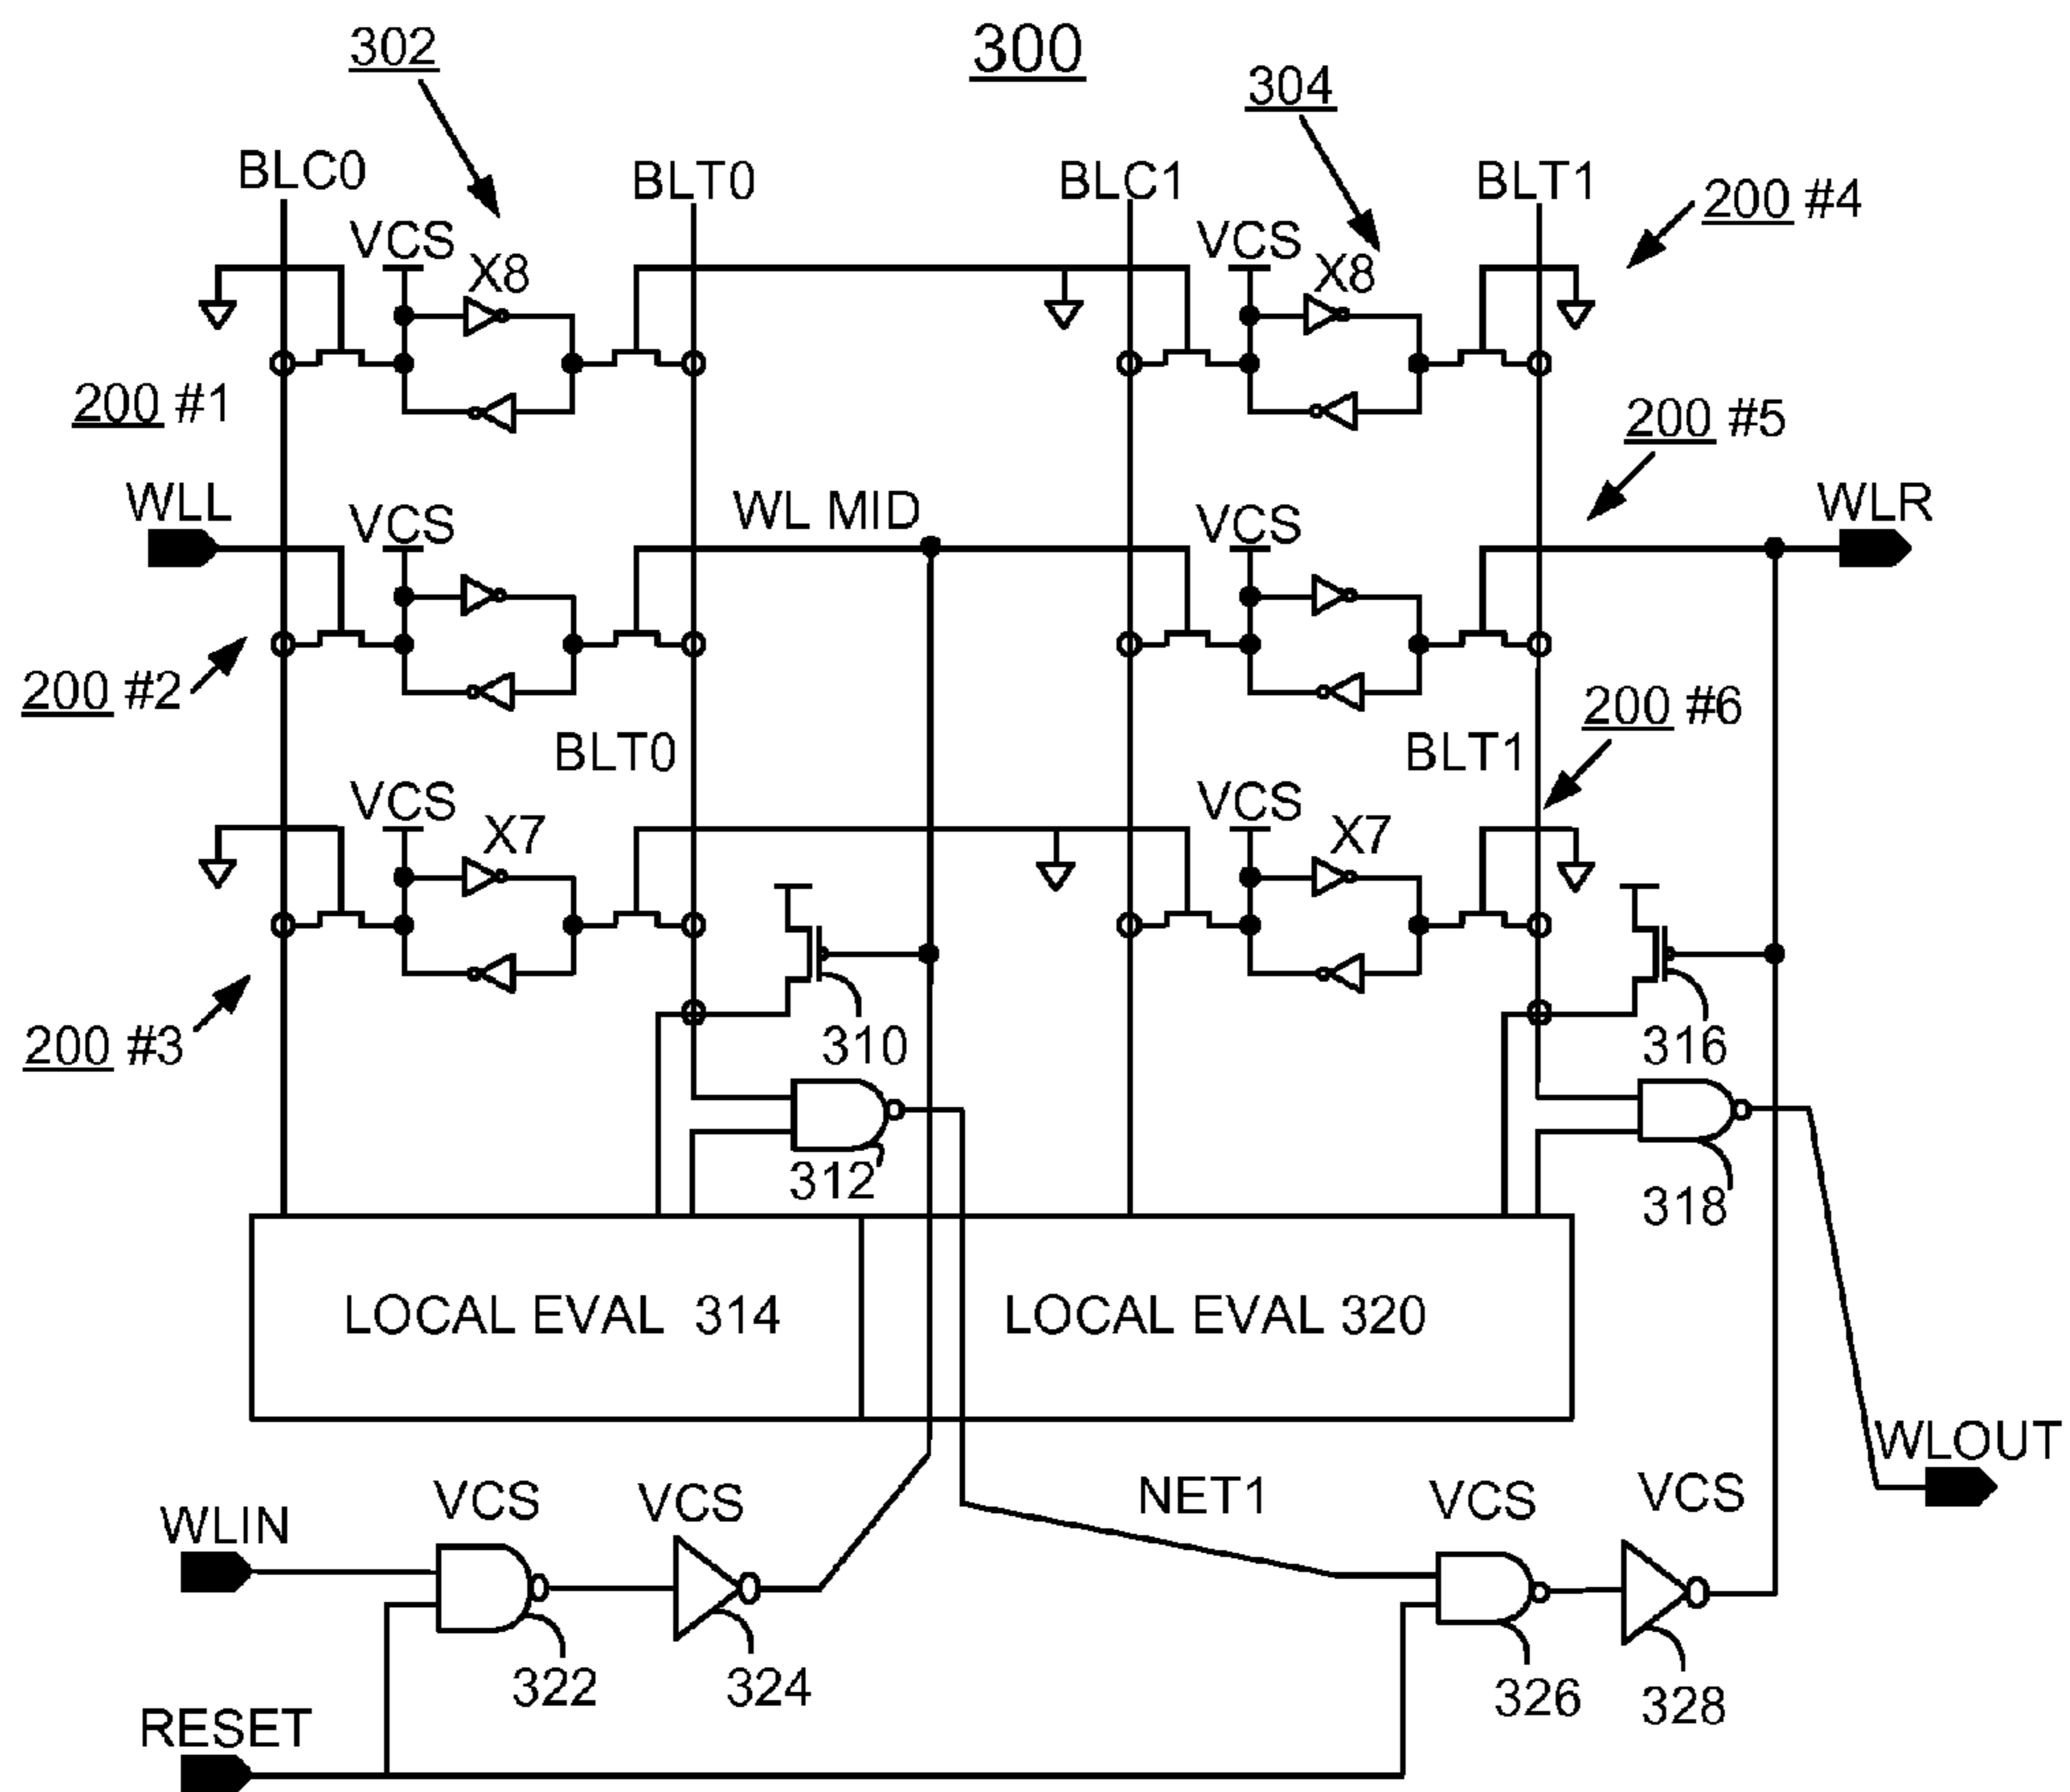 300
302
304
BLC0
BLT0
BLC1
BLT1
200 #4
VCS
X8
VCS
X8
200 #1
200 #5
WLL
VCS
WL MID
VCS
WLR
200 #2
BLT0
BLT1
200 #6
VCS
X7
VCS
X7
200 #3
310
316
312
318
LOCAL EVAL 314
LOCAL EVAL 320
WLOUT
WLIN
VCS
VCS
NET1
VCS
VCS
322
324
326
328
RESET